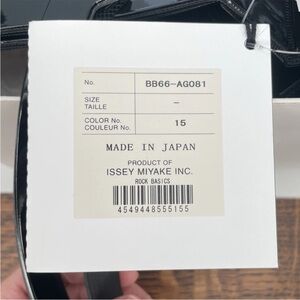 No. BB66-AG081
SIZE
TAILLE -
COLOR No.
COULEUR No. 15
MADE IN JAPAN
PRODUCT OF
ISSEY MIYAKE INC.
ROCK BASICS
4549448555155